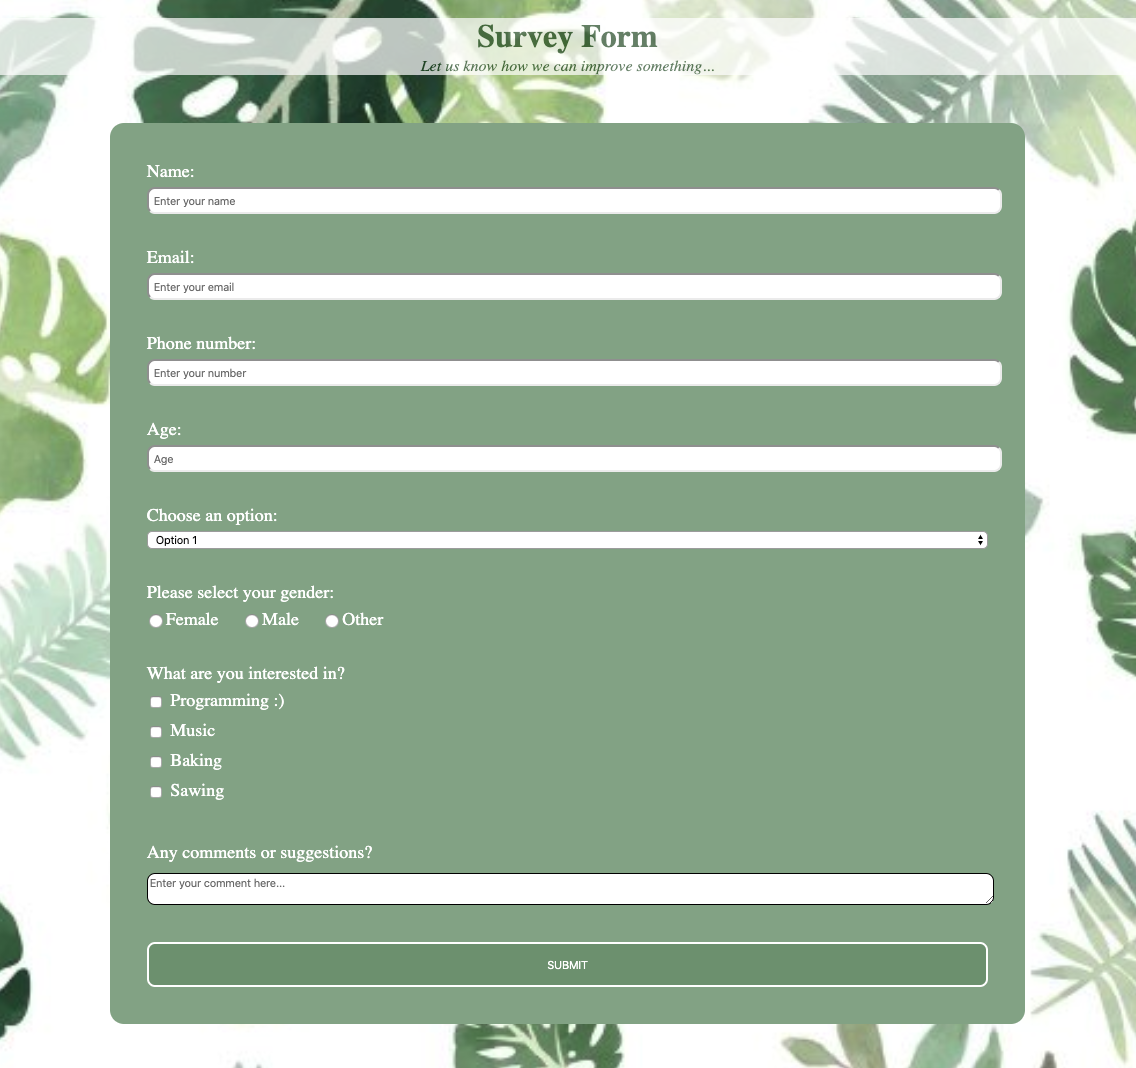 Survey Form
Let us know how we can improve something...
Name:
Enter your name
Email:
Enter your email
Phone number:
Enter your number
Age:
Age
Choose an option:
Option 1
Please select your gender:
Female Male Other
What are you interested in?
Programming :)
Music
Baking
Sawing
Any comments or suggestions?
Enter your comment here...
SUBMIT